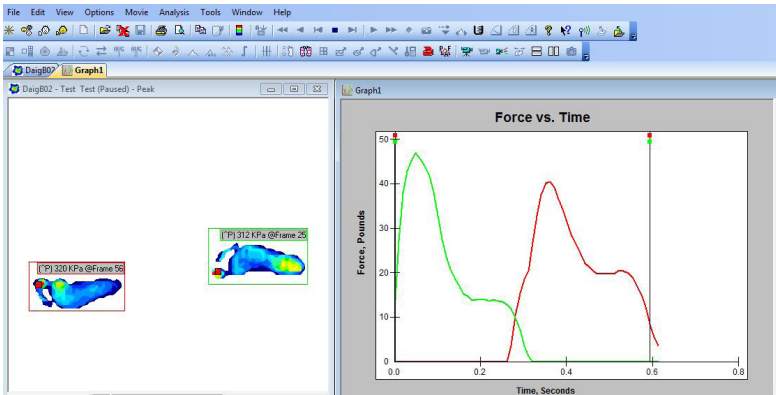 File Edit View Options Movie Analysis Tools Window Help
AVG AVG
DaigB02 Graph1
DaigB02 - Test Test (Paused) - Peak
Graph1
Force vs. Time
(^P) 312 KPa @Frame 25
(^P) 320 KPa @Frame 56
Force, Pounds
50
40
30
20
10
0
0.0 0.2 0.4 0.6 0.8
Time, Seconds